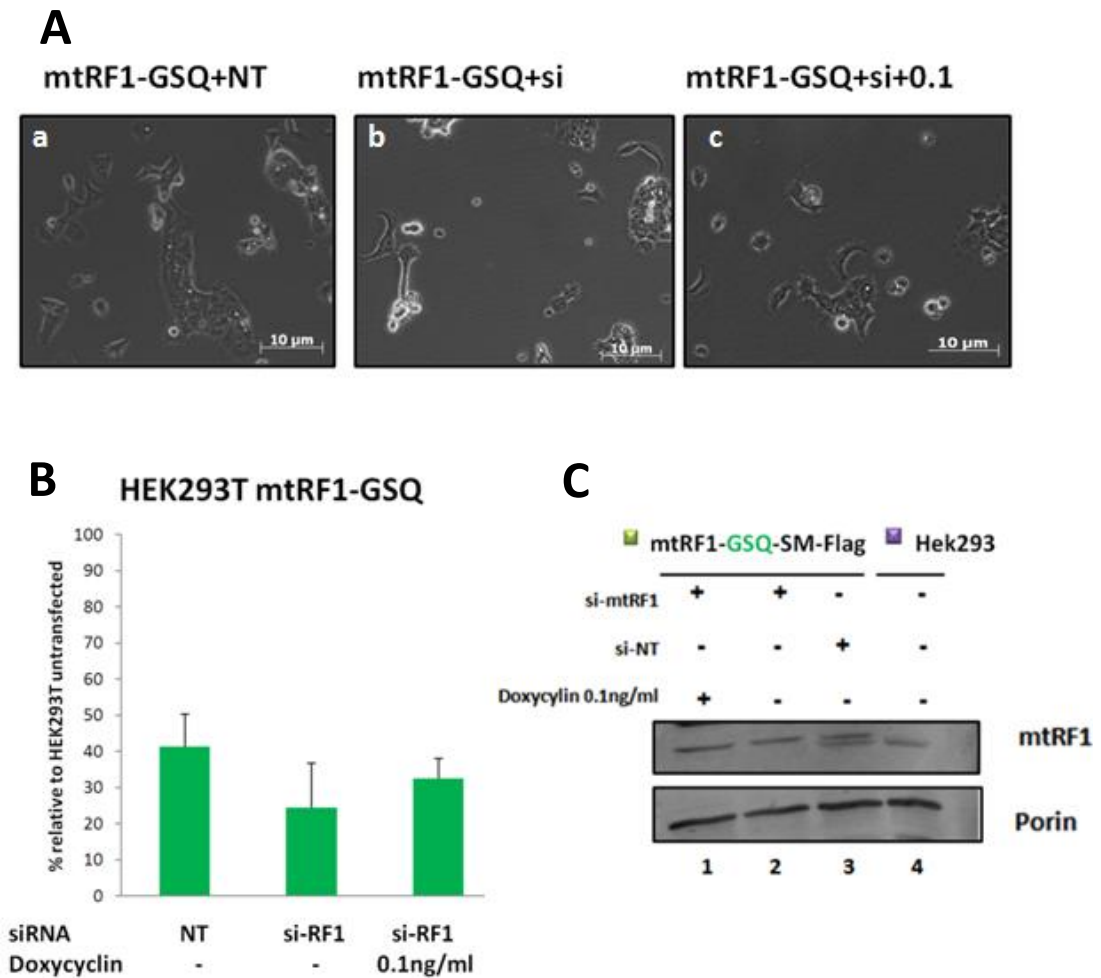 A
mtRF1-GSQ+NT
mtRF1-GSQ+si
mtRF1-GSQ+si+0.1
a
b
c
10 µm
10 µm
10 µm
B
HEK293T mtRF1-GSQ
% relative to HEK293T untransfected
100
90
80
70
60
50
40
30
20
10
0
siRNA NT si-RF1 si-RF1
Doxycyclin - - 0.1ng/ml
C
mtRF1-GSQ-SM-Flag Hek293
si-mtRF1 + + - -
si-NT - - + -
Doxycylin 0.1ng/ml + - - -
mtRF1
Porin
1 2 3 4